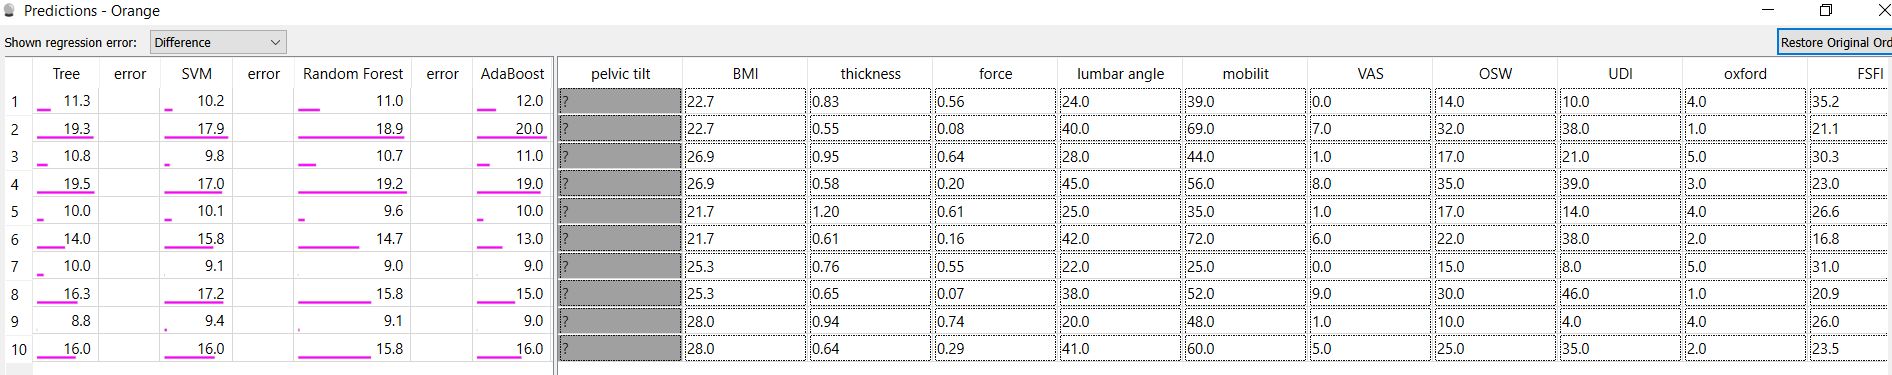 Predictions - Orange
Shown regression error: Difference Restore Original Ord
Tree error SVM error Random Forest error AdaBoost pelvic tilt BMI thickness force lumbar angle mobilit VAS OSW UDI oxford FSFI
1 11.3 10.2 11.0 12.0 ? 22.7 0.83 0.56 24.0 39.0 0.0 14.0 10.0 4.0 35.2
2 19.3 17.9 18.9 20.0 ? 22.7 0.55 0.08 40.0 69.0 7.0 32.0 38.0 1.0 21.1
3 10.8 9.8 10.7 11.0 ? 26.9 0.95 0.64 28.0 44.0 1.0 17.0 21.0 5.0 30.3
4 19.5 17.0 19.2 19.0 ? 26.9 0.58 0.20 45.0 56.0 8.0 35.0 39.0 3.0 23.0
5 10.0 10.1 9.6 10.0 ? 21.7 1.20 0.61 25.0 35.0 1.0 17.0 14.0 4.0 26.6
6 14.0 15.8 14.7 13.0 ? 21.7 0.61 0.16 42.0 72.0 6.0 22.0 38.0 2.0 16.8
7 10.0 9.1 9.0 9.0 ? 25.3 0.76 0.55 22.0 25.0 0.0 15.0 8.0 5.0 31.0
8 16.3 17.2 15.8 15.0 ? 25.3 0.65 0.07 38.0 52.0 9.0 30.0 46.0 1.0 20.9
9 8.8 9.4 9.1 9.0 ? 28.0 0.94 0.74 20.0 48.0 1.0 10.0 4.0 4.0 26.0
10 16.0 16.0 15.8 16.0 ? 28.0 0.64 0.29 41.0 60.0 5.0 25.0 35.0 2.0 23.5